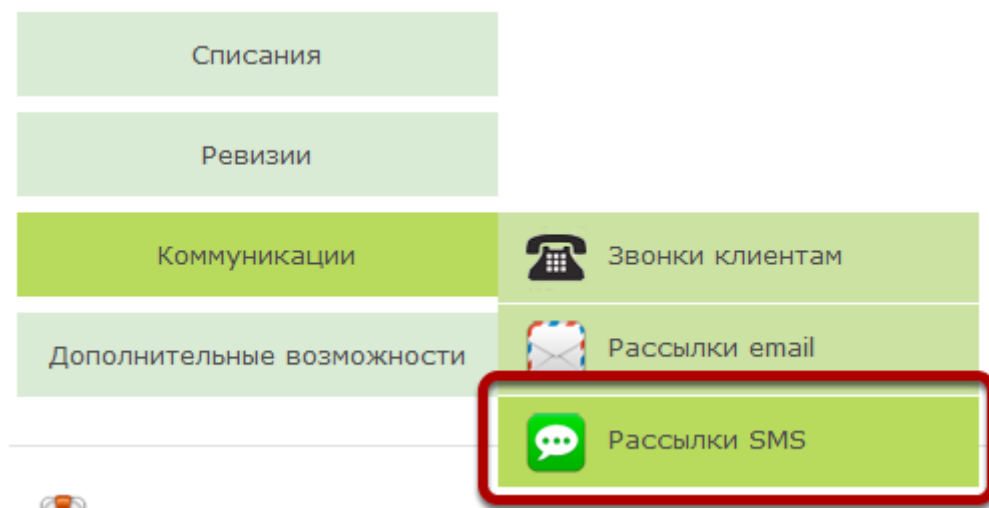 Списания
Ревизии
Коммуникации
Звонки клиентам
Рассылки email
Дополнительные возможности
Рассылки SMS